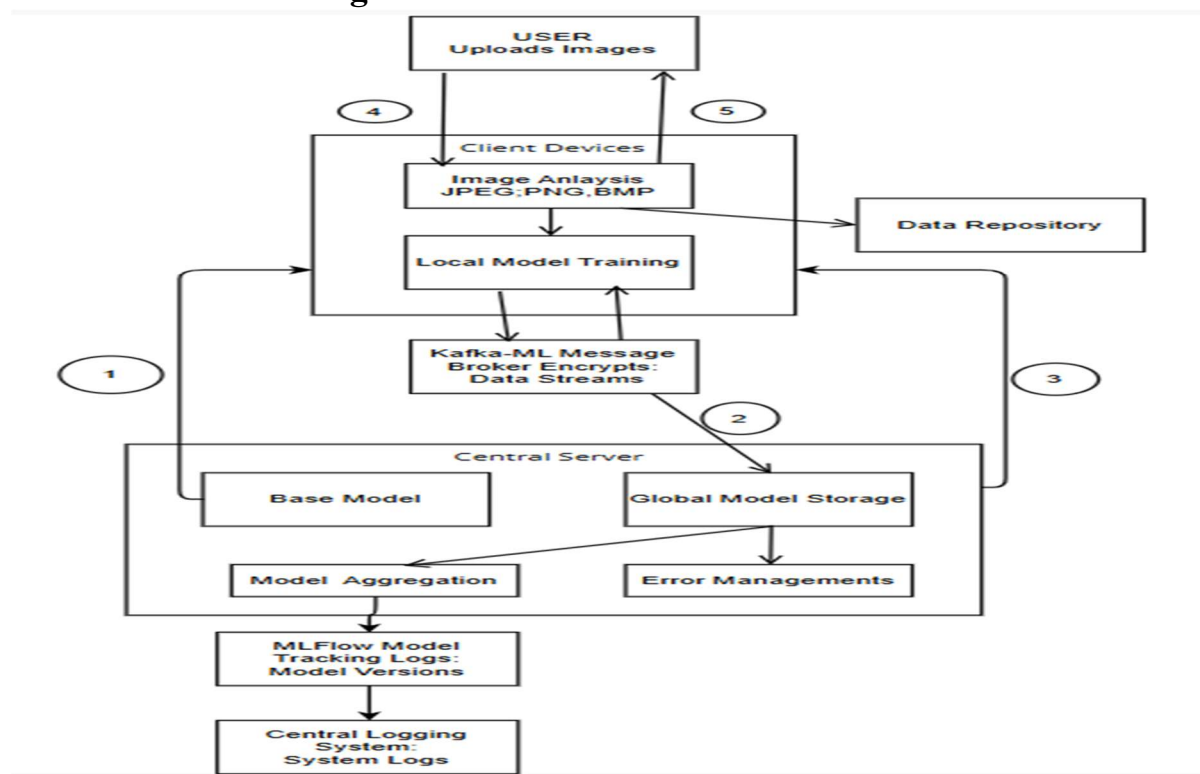 USER
Uploads Images
4
5
Client Devices
Image Anlaysis
JPEG;PNG,BMP
Data Repository
Local Model Training
Kafka-ML Message
Broker Encrypts:
Data Streams
1
3
2
Central Server
Base Model
Global Model Storage
Model Aggregation
Error Managements
MLFlow Model
Tracking Logs:
Model Versions
Central Logging
System:
System Logs